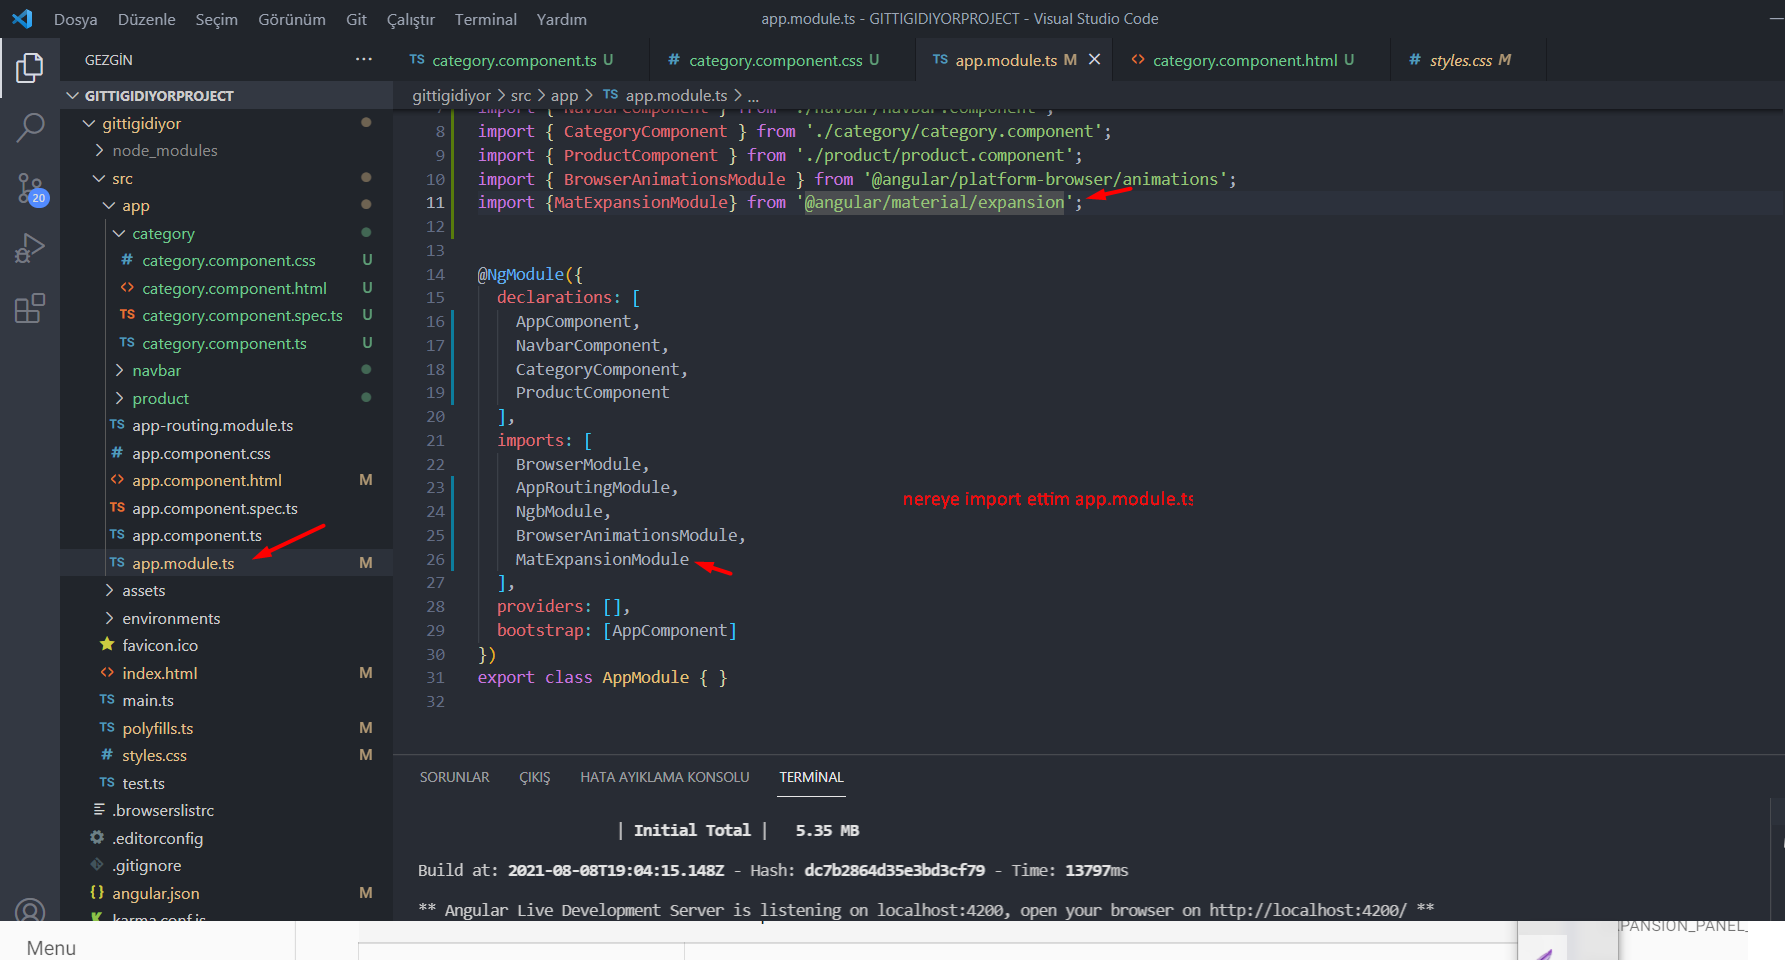 Dosya Düzenle Seçim Görünüm Git Çalıştır Terminal Yardım app.module.ts - GITTIGIDIYORPROJECT - Visual Studio Code
GEZGİN ···
TS category.component.ts U # category.component.css U TS app.module.ts M × <> category.component.html U # styles.css M
gittigidiyor > src > app > TS app.module.ts > ...
GITTIGIDIYORPROJECT
gittigidiyor
node_modules
src
app
category
# category.component.css U
<> category.component.html U
TS category.component.spec.ts U
TS category.component.ts U
navbar
product
TS app-routing.module.ts
# app.component.css
<> app.component.html M
TS app.component.spec.ts
TS app.component.ts
TS app.module.ts M
assets
environments
favicon.ico
<> index.html M
TS main.ts
TS polyfills.ts M
# styles.css M
TS test.ts
.browserslistrc
.editorconfig
.gitignore
{} angular.json M
karma.conf.js
20
7 import { NavbarComponent } from './navbar/navbar.component';
8 import { CategoryComponent } from './category/category.component';
9 import { ProductComponent } from './product/product.component';
10 import { BrowserAnimationsModule } from '@angular/platform-browser/animations';
11 import {MatExpansionModule} from '@angular/material/expansion';
12
13
14 @NgModule({
15 declarations: [
16 AppComponent,
17 NavbarComponent,
18 CategoryComponent,
19 ProductComponent
20 ],
21 imports: [
22 BrowserModule,
23 AppRoutingModule,
24 NgbModule,
25 BrowserAnimationsModule,
26 MatExpansionModule
27 ],
28 providers: [],
29 bootstrap: [AppComponent]
30 })
31 export class AppModule { }
32
nereye import ettim app.module.ts
SORUNLAR ÇIKIŞ HATA AYIKLAMA KONSOLU TERMİNAL
| Initial Total | 5.35 MB
Build at: 2021-08-08T19:04:15.148Z - Hash: dc7b2864d35e3bd3cf79 - Time: 13797ms
** Angular Live Development Server is listening on localhost:4200, open your browser on http://localhost:4200/ **
Menu
PANSION_PANEL_